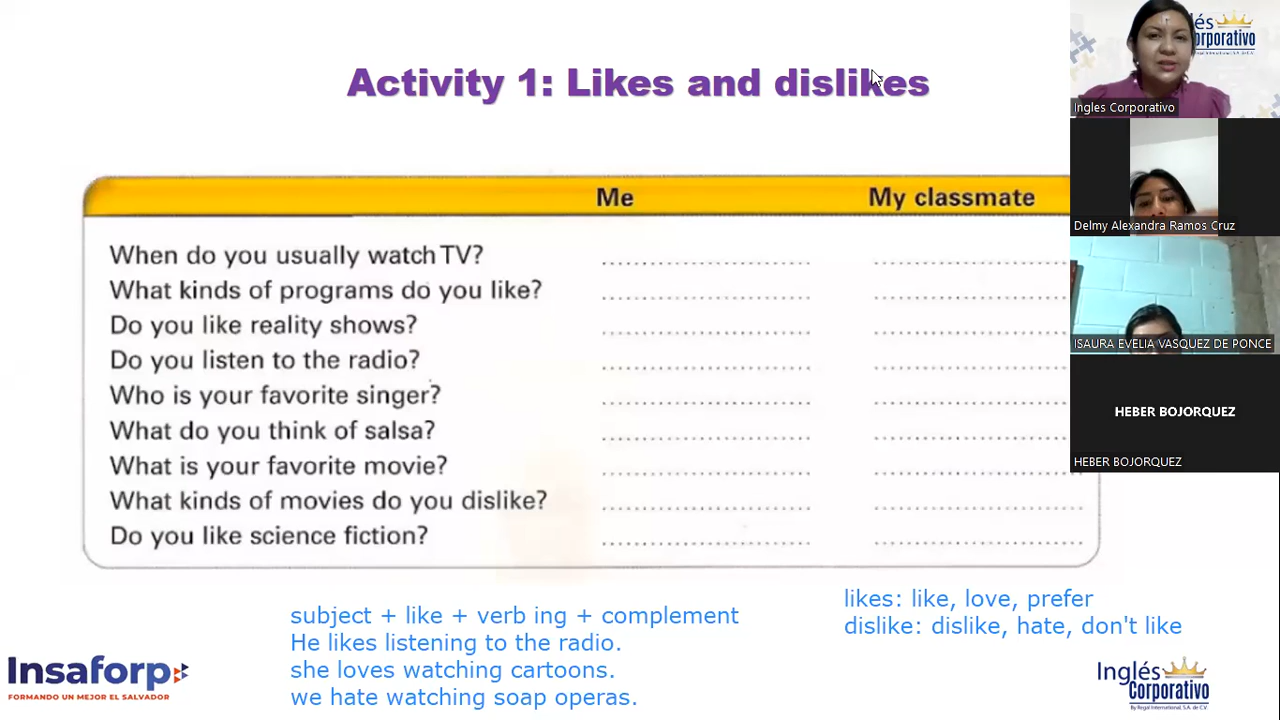 Activity 1: Likes and dislikes
Me
My classmate
When do you usually watch TV?
What kinds of programs do you like?
Do you like reality shows?
Do you listen to the radio?
Who is your favorite singer?
What do you think of salsa?
What is your favorite movie?
What kinds of movies do you dislike?
Do you like science fiction?
subject + like + verb ing + complement
He likes listening to the radio.
she loves watching cartoons.
we hate watching soap operas.
likes: like, love, prefer
dislike: dislike, hate, don't like
Insaforp
FORMANDO UN MEJOR EL SALVADOR
Inglés
Corporativo
By Regal International, S.A. de C.V.
Ingles Corporativo
Delmy Alexandra Ramos Cruz
ISAURA EVELIA VASQUEZ DE PONCE
HEBER BOJORQUEZ
HEBER BOJORQUEZ